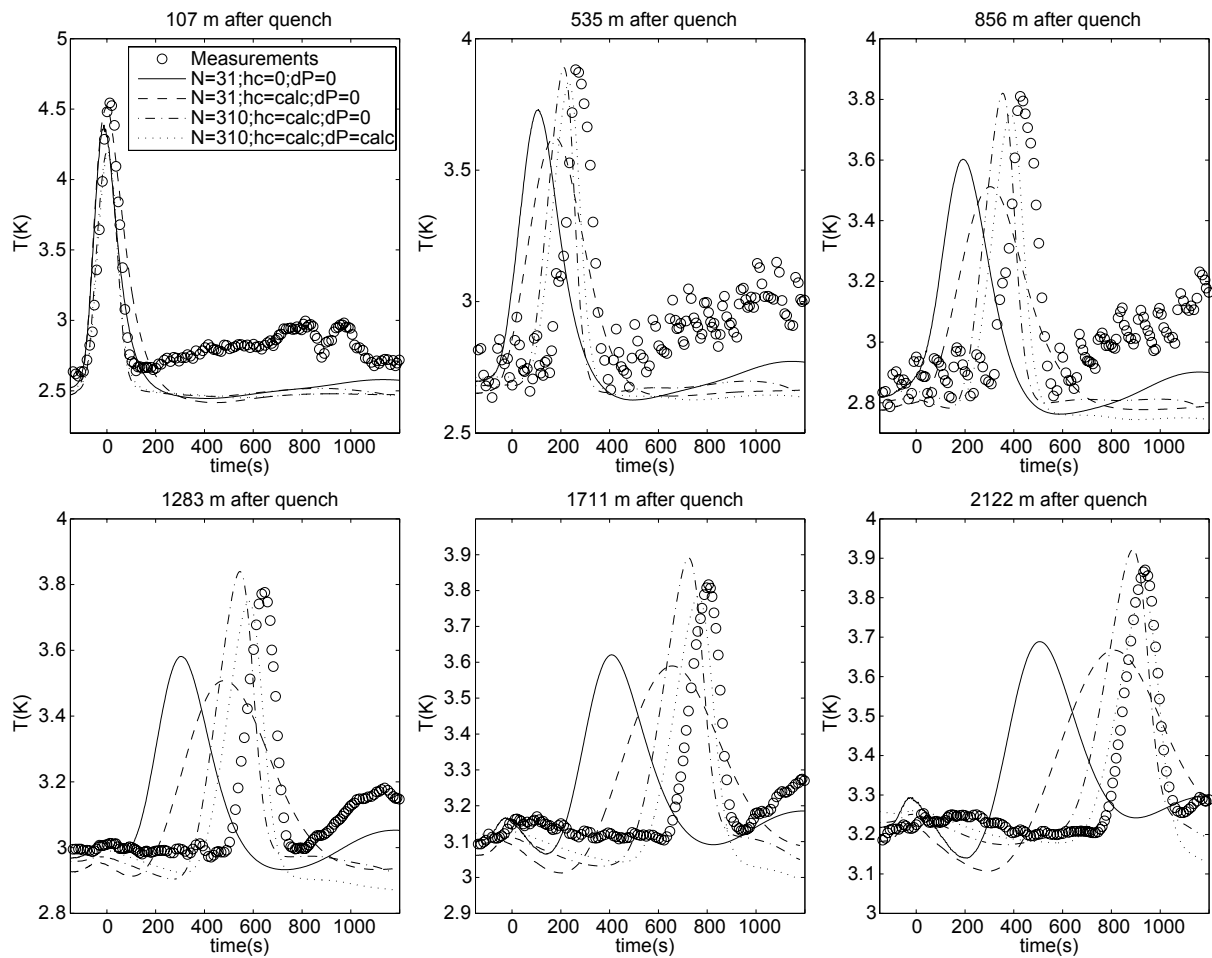 107 m after quench
535 m after quench
856 m after quench
5
4.5
4
3.5
3
2.5
T(K)
0 200 400 600 800 1000
time(s)
Measurements
N=31;hc=0;dP=0
N=31;hc=calc;dP=0
N=310;hc=calc;dP=0
N=310;hc=calc;dP=calc
4
3.5
3
2.5
T(K)
0 200 400 600 800 1000
time(s)
4
3.8
3.6
3.4
3.2
3
2.8
T(K)
0 200 400 600 800 1000
time(s)
1283 m after quench
1711 m after quench
2122 m after quench
4
3.8
3.6
3.4
3.2
3
2.8
T(K)
0 200 400 600 800 1000
time(s)
3.9
3.8
3.7
3.6
3.5
3.4
3.3
3.2
3.1
3
2.9
T(K)
0 200 400 600 800 1000
time(s)
4
3.9
3.8
3.7
3.6
3.5
3.4
3.3
3.2
3.1
3
T(K)
0 200 400 600 800 1000
time(s)